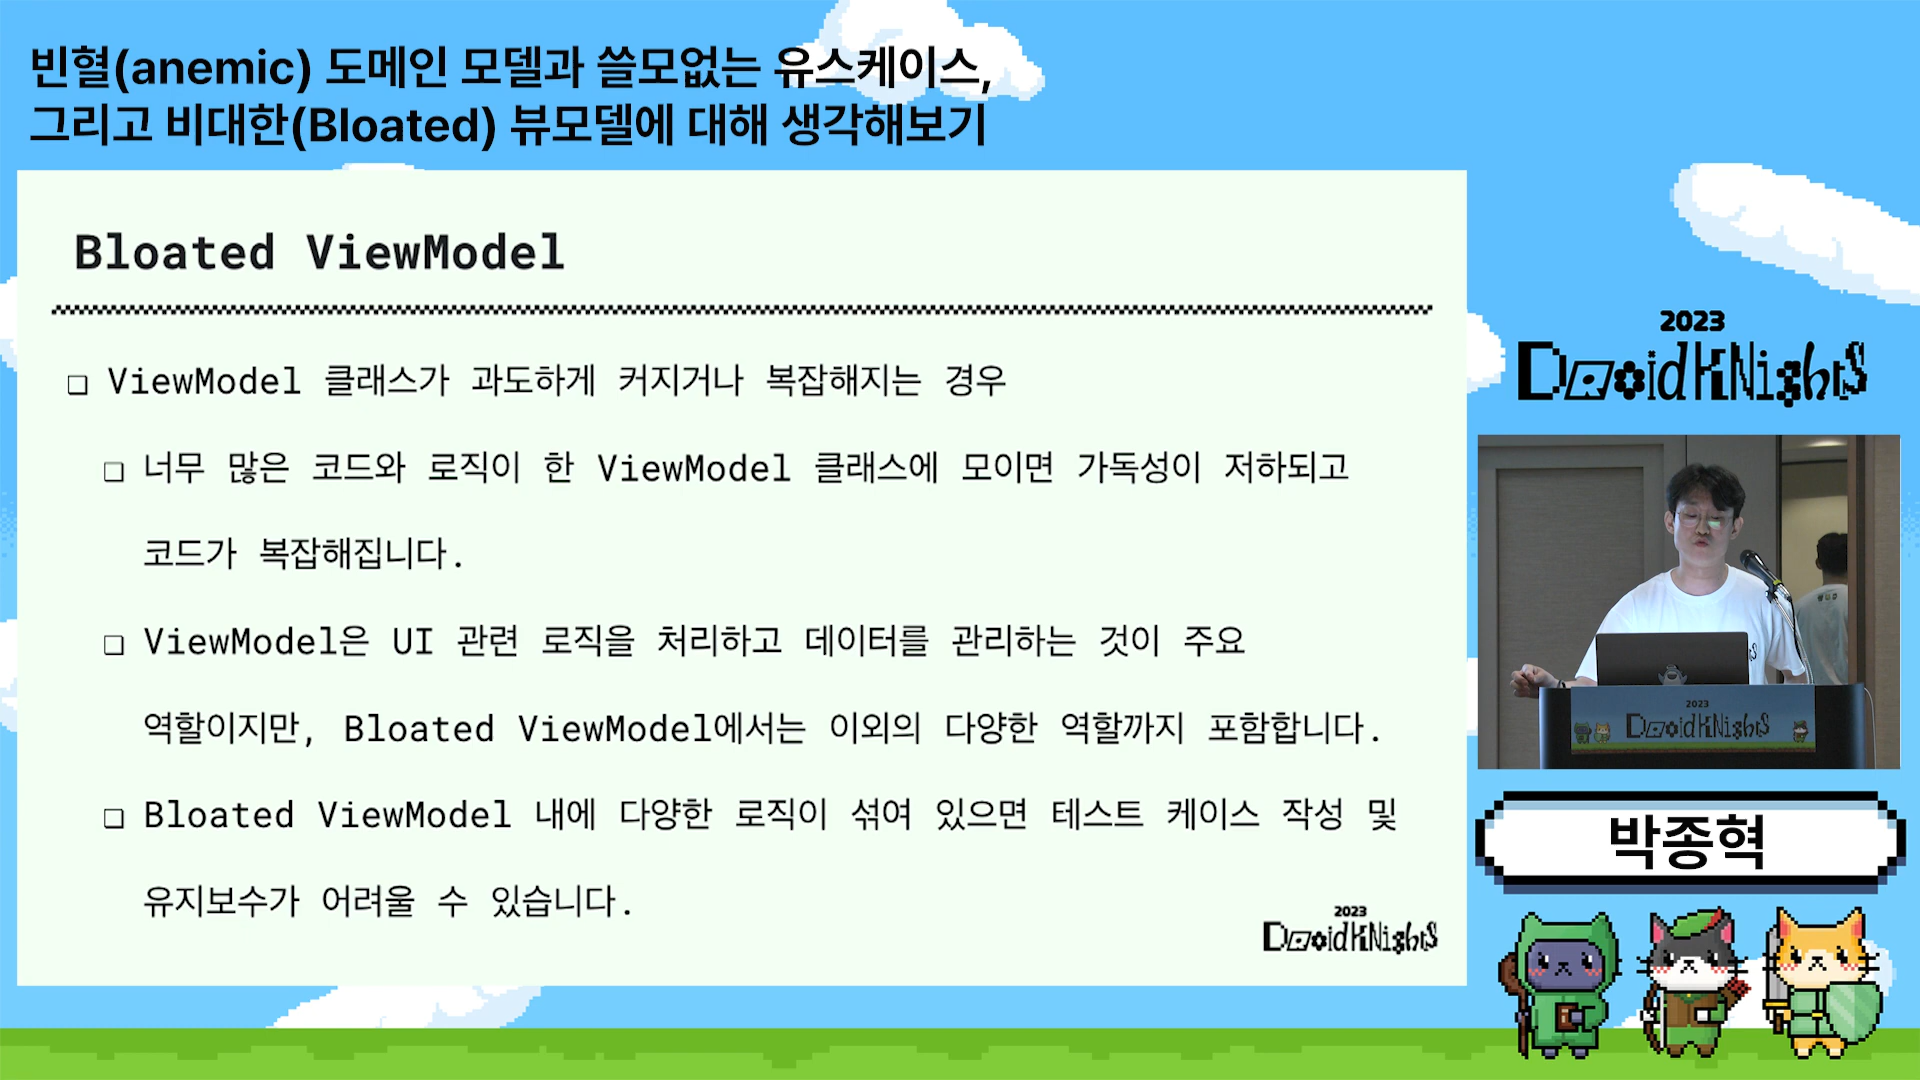 빈혈(anemic) 도메인 모델과 쓸모없는 유스케이스,
그리고 비대한(Bloated) 뷰모델에 대해 생각해보기
Bloated ViewModel
❏ ViewModel 클래스가 과도하게 커지거나 복잡해지는 경우
❏ 너무 많은 코드와 로직이 한 ViewModel 클래스에 모이면 가독성이 저하되고
코드가 복잡해집니다.
❏ ViewModel은 UI 관련 로직을 처리하고 데이터를 관리하는 것이 주요
역할이지만, Bloated ViewModel에서는 이외의 다양한 역할까지 포함합니다.
❏ Bloated ViewModel 내에 다양한 로직이 섞여 있으면 테스트 케이스 작성 및
유지보수가 어려울 수 있습니다.
2023
DRoidKNights
2023
DRoidKNights
2023
DRoidKNights
박종혁